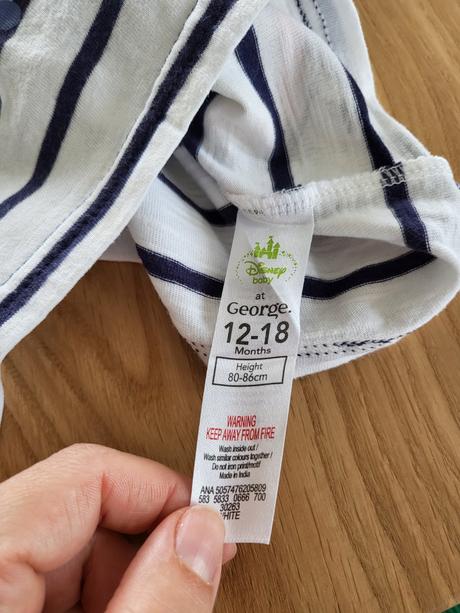 Disney
baby
at
George.
12-18
Months
Height
80-86cm
WARNING
KEEP AWAY FROM FIRE
Wash inside out /
Wash similar colours together /
Do not iron print/motif
Made in India
ANA 5057476205809
583 5833 0666 700
30263
WHITE